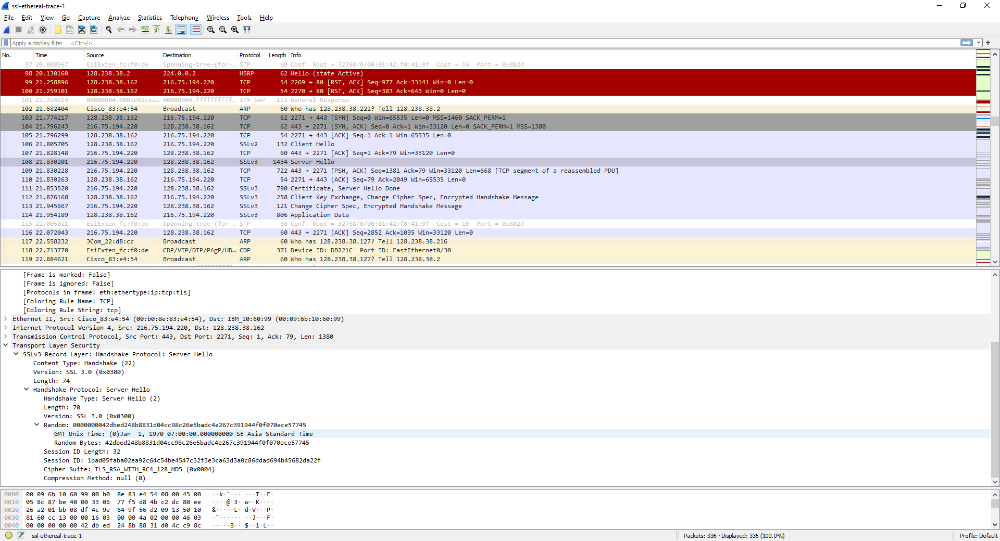 ssl-ethereal-trace-1
File Edit View Go Capture Analyze Statistics Telephony Wireless Tools Help
Apply a display filter ... <Ctrl-/>
No. Time Source Destination Protocol Length Info
97 20.008967 EsiExten_fc:f0:de Spanning-tree-(for-… STP 60 Conf. Root = 32768/0/00:01:42:f0:41:9f Cost = 16 Port = 0x802d
98 20.130160 128.238.38.2 224.0.0.2 HSRP 62 Hello (state Active)
99 21.258896 128.238.38.162 216.75.194.220 TCP 54 2269 → 80 [RST, ACK] Seq=977 Ack=33141 Win=0 Len=0
100 21.259101 128.238.38.162 216.75.194.220 TCP 54 2270 → 80 [RST, ACK] Seq=383 Ack=643 Win=0 Len=0
101 21.314919 00000004.0001e62cea… 00000004.ffffffffff… IPX SAP 113 General Response
102 21.682404 Cisco_83:e4:54 Broadcast ARP 60 Who has 128.238.38.221? Tell 128.238.38.2
103 21.774217 128.238.38.162 216.75.194.220 TCP 62 2271 → 443 [SYN] Seq=0 Win=65535 Len=0 MSS=1460 SACK_PERM=1
104 21.796243 216.75.194.220 128.238.38.162 TCP 62 443 → 2271 [SYN, ACK] Seq=0 Ack=1 Win=33120 Len=0 SACK_PERM=1 MSS=1380
105 21.796299 128.238.38.162 216.75.194.220 TCP 54 2271 → 443 [ACK] Seq=1 Ack=1 Win=65535 Len=0
106 21.805705 128.238.38.162 216.75.194.220 SSLv2 132 Client Hello
107 21.828148 216.75.194.220 128.238.38.162 TCP 60 443 → 2271 [ACK] Seq=1 Ack=79 Win=33120 Len=0
108 21.830201 216.75.194.220 128.238.38.162 SSLv3 1434 Server Hello
109 21.830228 216.75.194.220 128.238.38.162 TCP 722 443 → 2271 [PSH, ACK] Seq=1381 Ack=79 Win=33120 Len=668 [TCP segment of a reassembled PDU]
110 21.830263 128.238.38.162 216.75.194.220 TCP 54 2271 → 443 [ACK] Seq=79 Ack=2049 Win=65535 Len=0
111 21.853520 216.75.194.220 128.238.38.162 SSLv3 790 Certificate, Server Hello Done
112 21.876168 128.238.38.162 216.75.194.220 SSLv3 258 Client Key Exchange, Change Cipher Spec, Encrypted Handshake Message
113 21.945667 216.75.194.220 128.238.38.162 SSLv3 121 Change Cipher Spec, Encrypted Handshake Message
114 21.954189 128.238.38.162 216.75.194.220 SSLv3 806 Application Data
115 22.005011 EsiExten_fc:f0:de Spanning-tree-(for-… STP 60 Conf. Root = 32768/0/00:01:42:f0:41:9f Cost = 16 Port = 0x802d
116 22.072043 216.75.194.220 128.238.38.162 TCP 60 443 → 2271 [ACK] Seq=2852 Ack=1035 Win=33120 Len=0
117 22.558232 3Com_22:d8:cc Broadcast ARP 60 Who has 128.238.38.127? Tell 128.238.38.216
118 22.713770 EsiExten_fc:f0:de CDP/VTP/DTP/PAgP/UD… CDP 371 Device ID: DB221C Port ID: FastEthernet0/30
119 22.884621 Cisco_83:e4:54 Broadcast ARP 60 Who has 128.238.38.127? Tell 128.238.38.2
[Frame is marked: False]
[Frame is ignored: False]
[Protocols in frame: eth:ethertype:ip:tcp:tls]
[Coloring Rule Name: TCP]
[Coloring Rule String: tcp]
Ethernet II, Src: Cisco_83:e4:54 (00:b0:8e:83:e4:54), Dst: IBM_10:60:99 (00:09:6b:10:60:99)
Internet Protocol Version 4, Src: 216.75.194.220, Dst: 128.238.38.162
Transmission Control Protocol, Src Port: 443, Dst Port: 2271, Seq: 1, Ack: 79, Len: 1380
Transport Layer Security
SSLv3 Record Layer: Handshake Protocol: Server Hello
Content Type: Handshake (22)
Version: SSL 3.0 (0x0300)
Length: 74
Handshake Protocol: Server Hello
Handshake Type: Server Hello (2)
Length: 70
Version: SSL 3.0 (0x0300)
Random: 0000000042dbed248b8831d04cc98c26e5badc4e267c391944f0f070ece57745
GMT Unix Time: (0)Jan 1, 1970 07:00:00.000000000 SE Asia Standard Time
Random Bytes: 42dbed248b8831d04cc98c26e5badc4e267c391944f0f070ece57745
Session ID Length: 32
Session ID: 1bad05faba02ea92c64c54be4547c32f3e3ca63d3a0c86ddad694b45682da22f
Cipher Suite: TLS_RSA_WITH_RC4_128_MD5 (0x0004)
Compression Method: null (0)
0000 00 09 6b 10 60 99 00 b0 8e 83 e4 54 08 00 45 00 ··k·`··· ···T··E·
0010 05 8c 87 be 40 00 33 06 77 f5 d8 4b c2 dc 80 ee ····@·3· w··K····
0020 26 a2 01 bb 08 df 4c 9e 64 9f 56 d2 09 13 50 10 &·····L· d·V···P·
0030 81 60 cc 13 00 00 16 03 00 00 4a 02 00 00 46 03 ·`······ ··J···F·
0040 00 00 00 00 00 42 db ed 24 8b 88 31 d0 4c c9 8c ·····B·· $··1·L··
ssl-ethereal-trace-1 Packets: 336 · Displayed: 336 (100.0%) Profile: Default